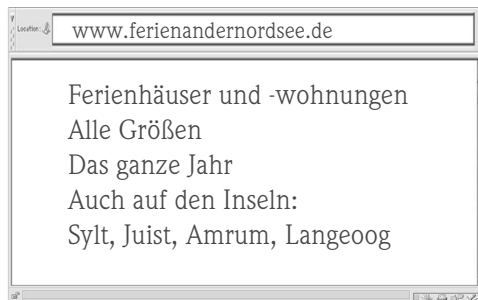 Location:
www.ferienandernordsee.de
Ferienhäuser und -wohnungen
Alle Größen
Das ganze Jahr
Auch auf den Inseln:
Sylt, Juist, Amrum, Langeoog